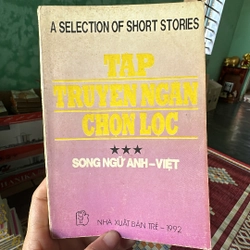 A SELECTION OF SHORT STORIES
TẬP
TRUYỆN NGẮN
CHỌN LỌC
★★★
SONG NGỮ ANH-VIỆT
NHÀ XUẤT BẢN TRẺ - 1992